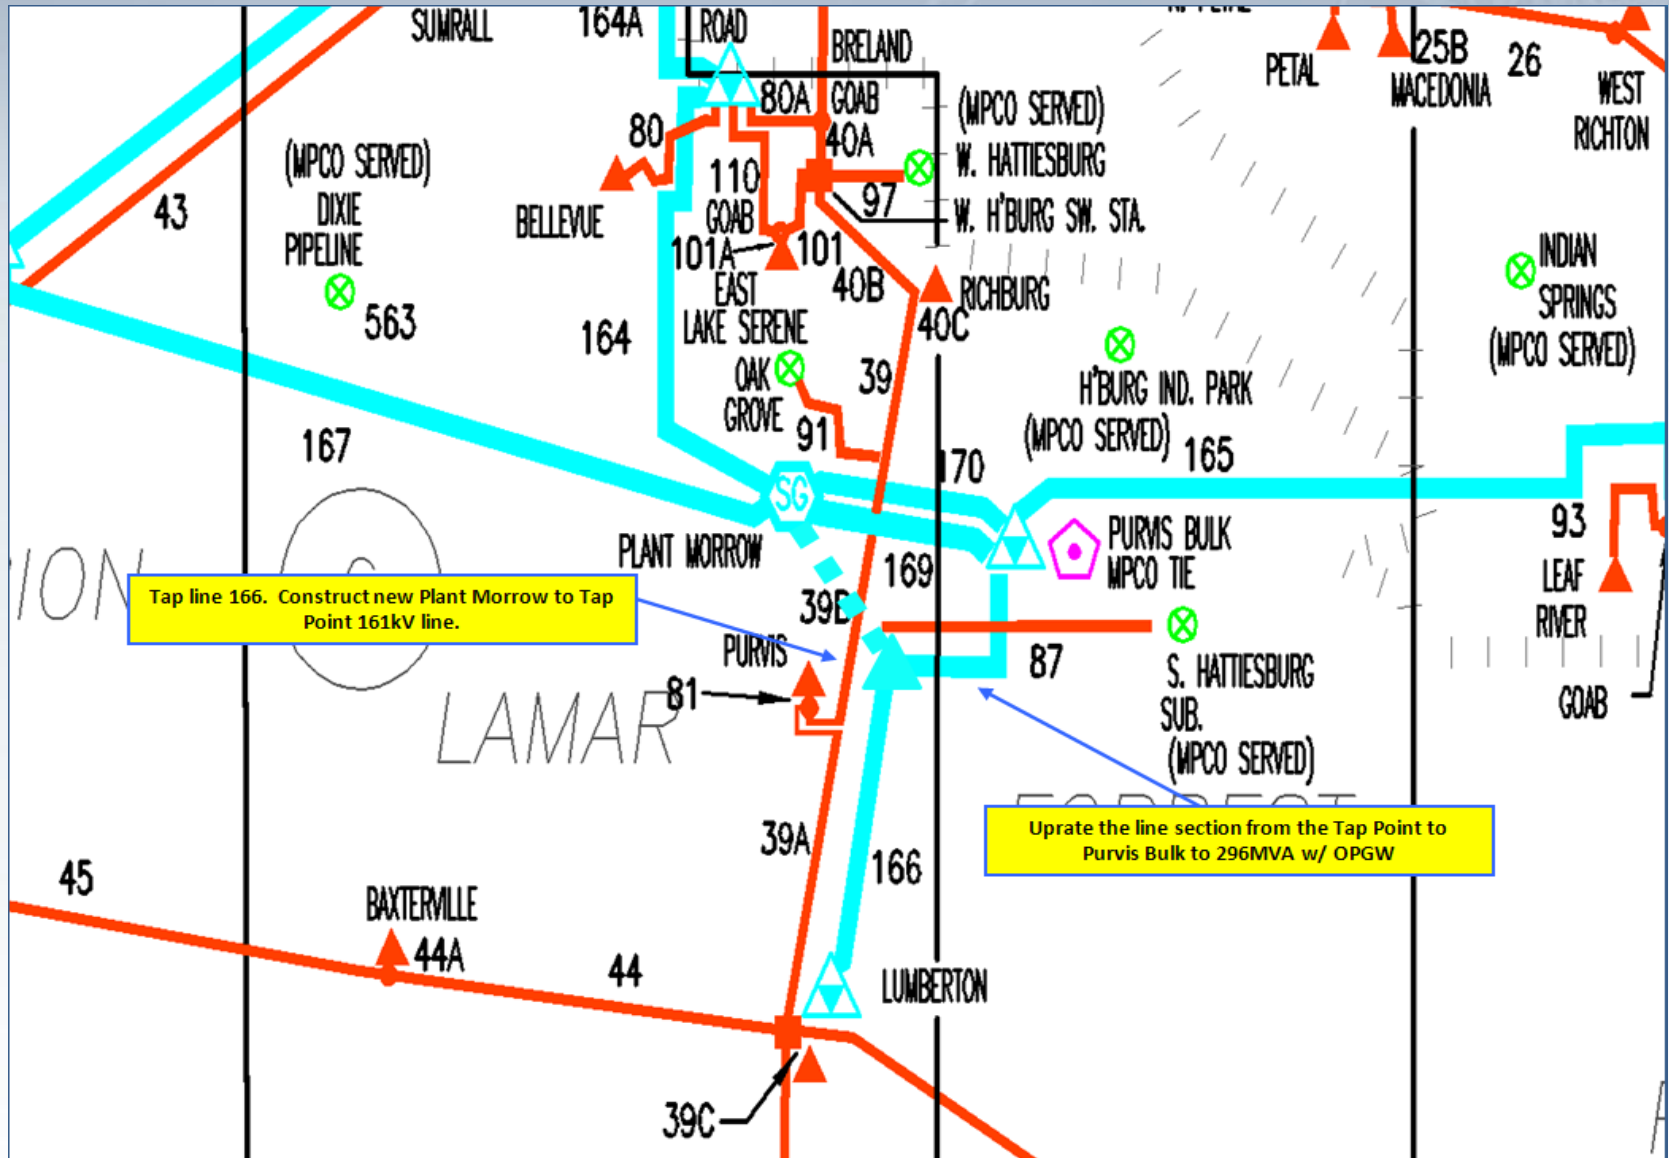 SUMRALL
164A
ROAD
BRELAND
PETAL
25B
MACEDONIA
26
WEST
RICHTON
80A
GOAB
40A
80
(MPCO SERVED)
W. HATTIESBURG
(MPCO SERVED)
DIXIE
PIPELINE
563
43
110
GOAB
97
W. H'BURG SW. STA.
BELLEVUE
101A
101
EAST
LAKE SERENE
40B
RICHBURG
40C
INDIAN
SPRINGS
(MPCO SERVED)
164
OAK
GROVE
39
91
H'BURG IND. PARK
(MPCO SERVED)
167
170
165
SG
93
PLANT MORROW
169
PURVIS BULK
MPCO TIE
LEAF
RIVER
GOAB
ION
Tap line 166. Construct new Plant Morrow to Tap
Point 161kV line.
39B
PURVIS
81
87
S. HATTIESBURG
SUB.
(MPCO SERVED)
LAMAR
FORREST
Uprate the line section from the Tap Point to
Purvis Bulk to 296MVA w/ OPGW
39A
166
45
BAXTERVILLE
44A
44
LUMBERTON
39C